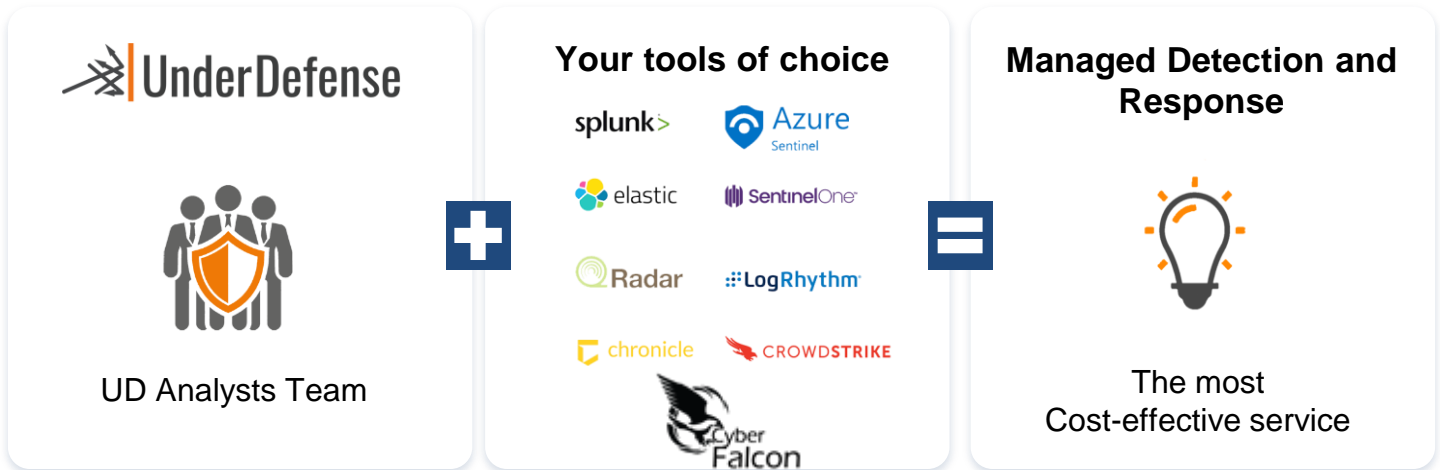 UnderDefense
UD Analysts Team
Your tools of choice
splunk>
Azure
Sentinel
elastic
SentinelOne
QRadar
LogRhythm
chronicle
CROWDSTRIKE
Cyber
Falcon
Managed Detection and
Response
The most
Cost-effective service